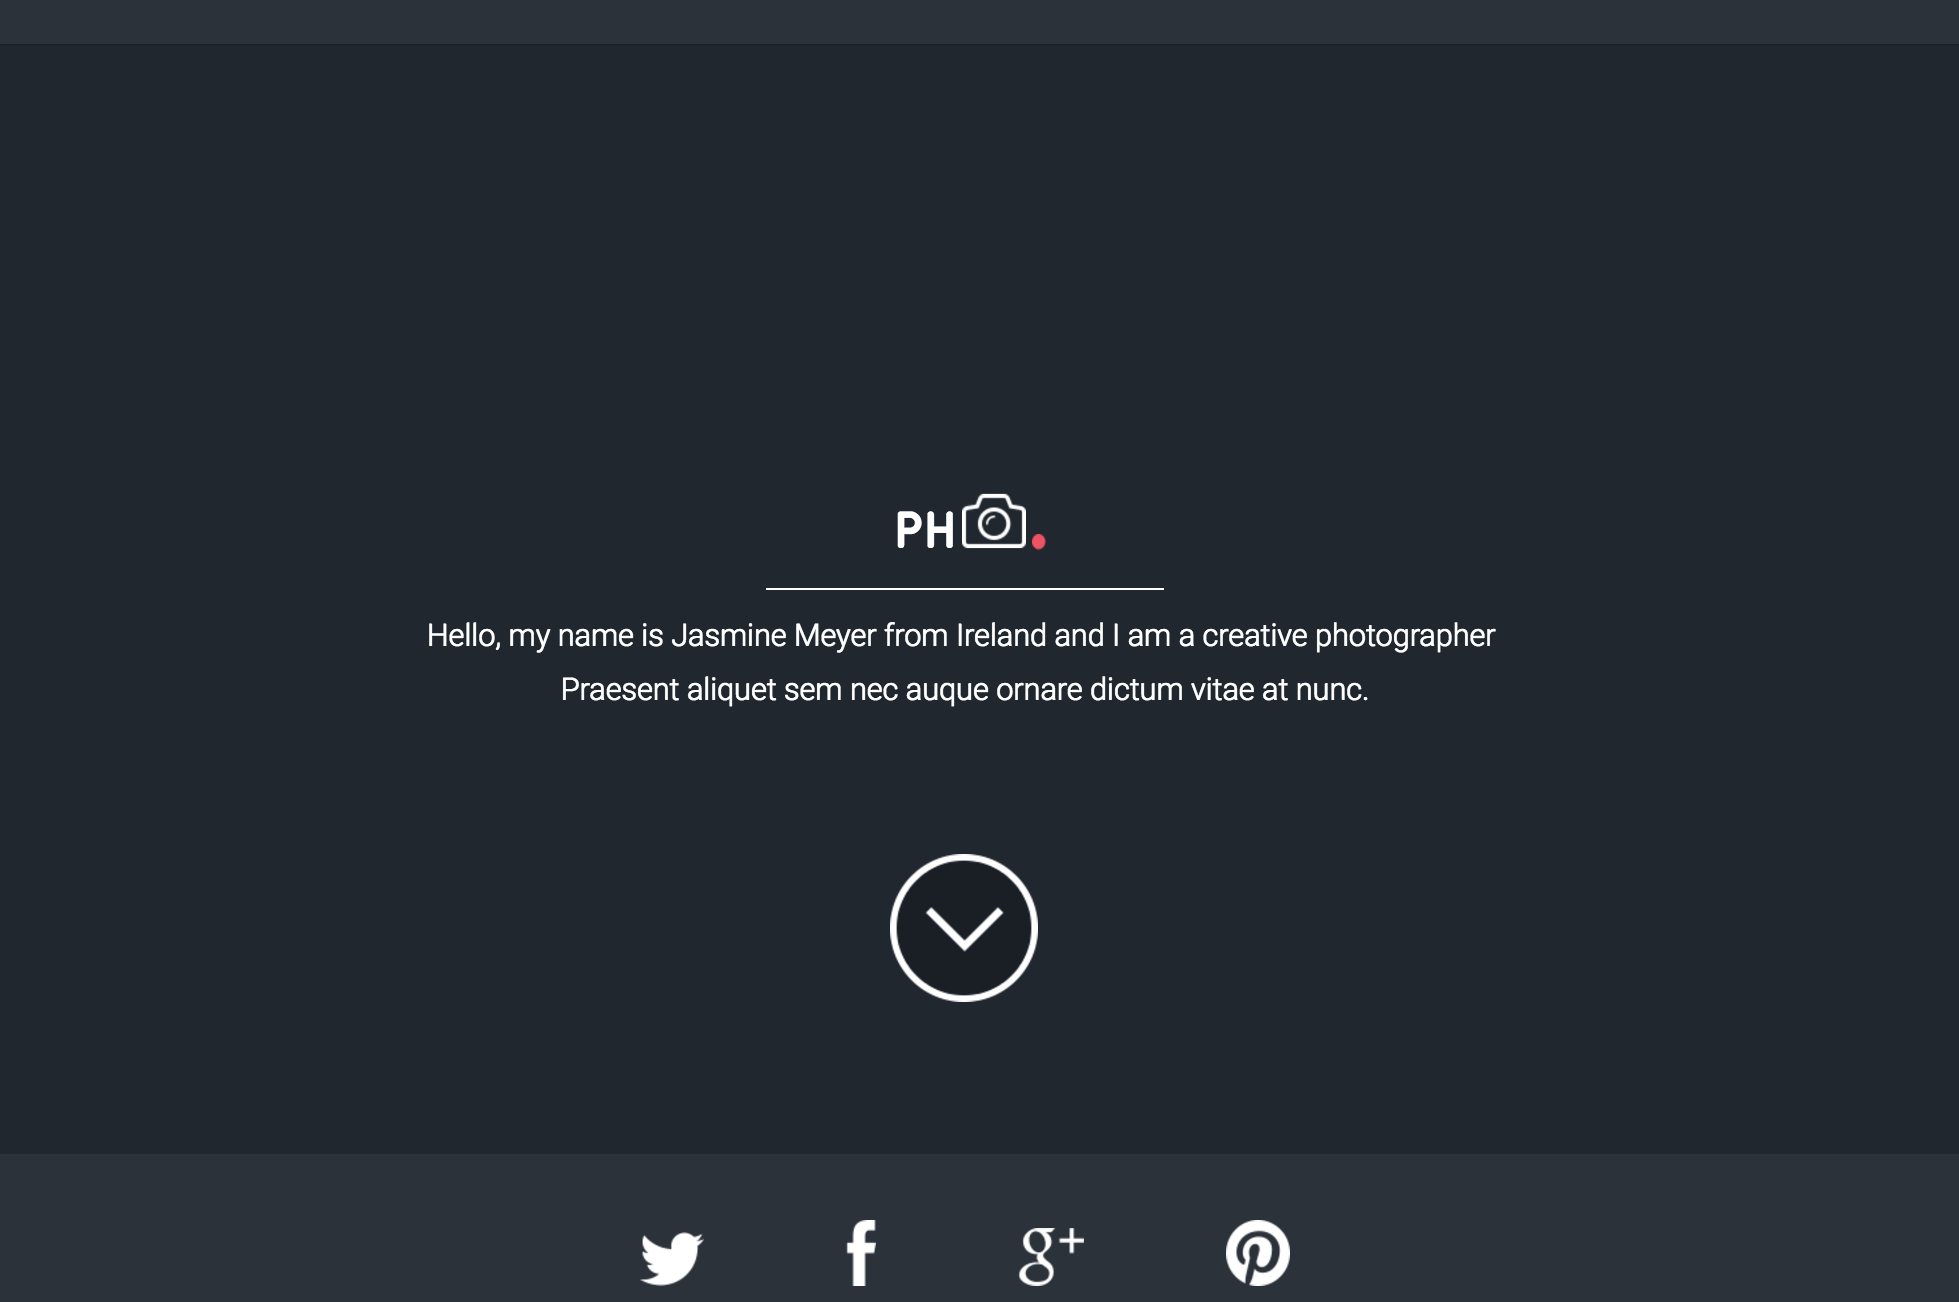 PH
Hello, my name is Jasmine Meyer from Ireland and I am a creative photographer
Praesent aliquet sem nec auque ornare dictum vitae at nunc.
f g+